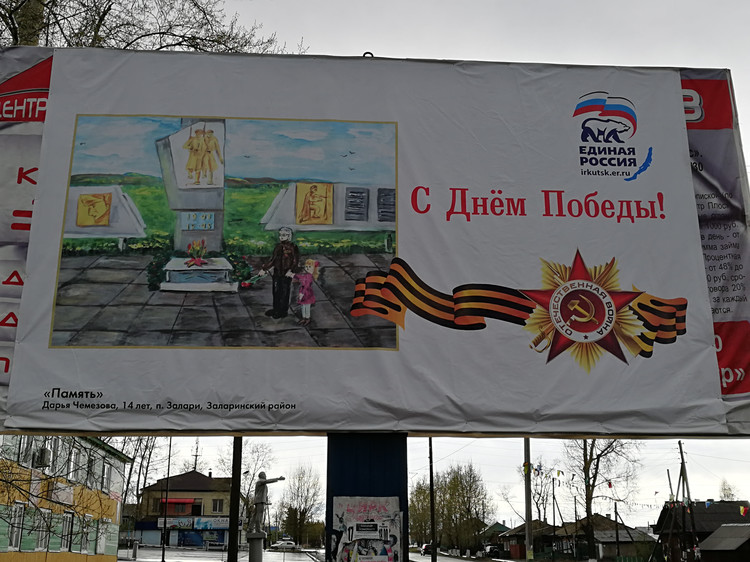 ЕДИНАЯ
РОССИЯ
irkutsk.er.ru
С Днём Победы!
ОТЕЧЕСТВЕННАЯ ВОЙНА
«Память»
Дарья Чемезова, 14 лет, п. Залари, Заларинский район
ЦЕНТР
К